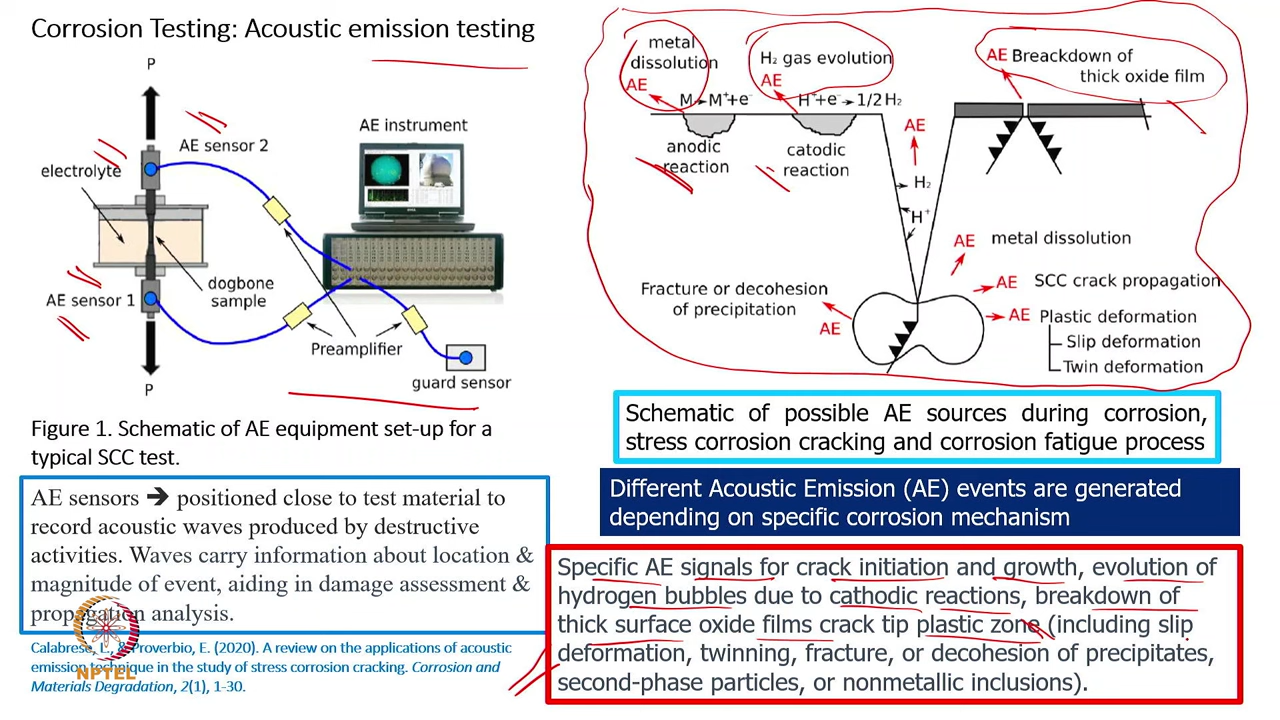 Corrosion Testing: Acoustic emission testing
P
AE sensor 2
electrolyte
AE instrument
AE sensor 1
dogbone
sample
Preamplifier
guard sensor
P
Figure 1. Schematic of AE equipment set-up for a
typical SCC test.
AE sensors ➔ positioned close to test material to
record acoustic waves produced by destructive
activities. Waves carry information about location &
magnitude of event, aiding in damage assessment &
propagation analysis.
Calabrese, L., & Proverbio, E. (2020). A review on the applications of acoustic
emission technique in the study of stress corrosion cracking. Corrosion and
Materials Degradation, 2(1), 1-30.
NPTEL
metal
dissolution
AE
H₂ gas evolution
AE
AE Breackdown of
thick oxide film
M→M⁺+e⁻
H⁺+e⁻→1/2H₂
anodic
reaction
catodic
reaction
AE
H₂
H⁺
AE metal dissolution
AE SCC crack propagation
AE Plastic deformation
Slip deformation
Twin deformation
Fracture or decohesion
of precipitation
AE
Schematic of possible AE sources during corrosion,
stress corrosion cracking and corrosion fatigue process
Different Acoustic Emission (AE) events are generated
depending on specific corrosion mechanism
Specific AE signals for crack initiation and growth, evolution of
hydrogen bubbles due to cathodic reactions, breakdown of
thick surface oxide films crack tip plastic zone (including slip
deformation, twinning, fracture, or decohesion of precipitates,
second-phase particles, or nonmetallic inclusions).